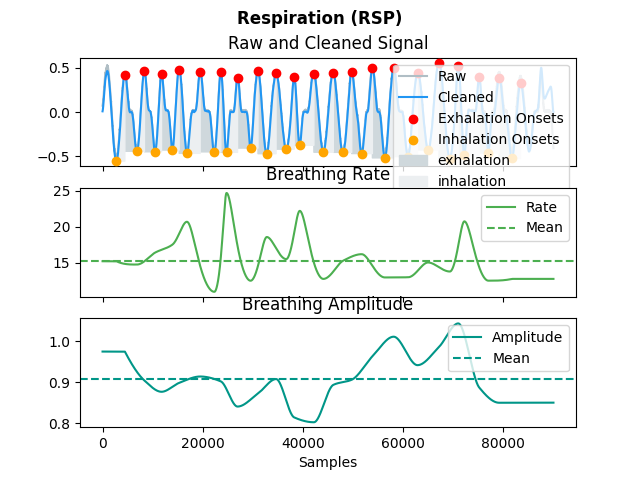 Respiration (RSP)
Raw and Cleaned Signal
0.5
0.0
−0.5
Raw
Cleaned
Exhalation Onsets
Inhalation Onsets
exhalation
inhalation
Breathing Rate
25
20
15
Rate
Mean
Breathing Amplitude
1.0
0.9
0.8
Amplitude
Mean
0 20000 40000 60000 80000
Samples